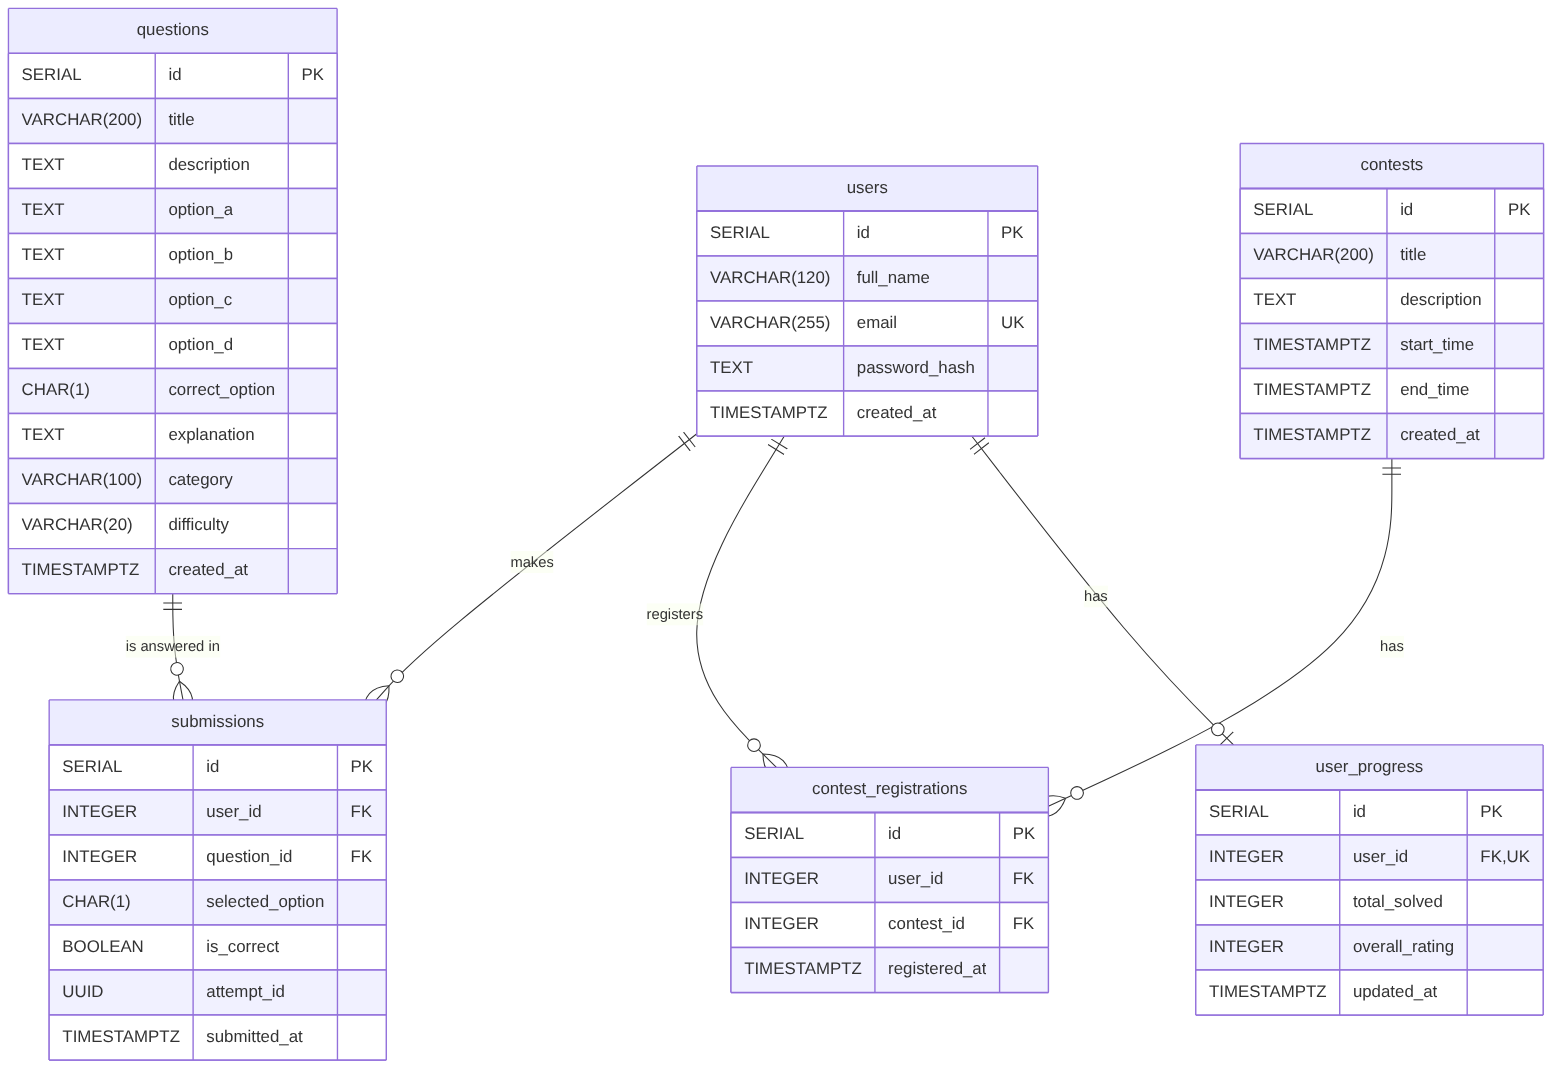 questions
SERIAL id PK
VARCHAR(200) title
TEXT description
TEXT option_a
TEXT option_b
TEXT option_c
TEXT option_d
CHAR(1) correct_option
TEXT explanation
VARCHAR(100) category
VARCHAR(20) difficulty
TIMESTAMPTZ created_at
users
SERIAL id PK
VARCHAR(120) full_name
VARCHAR(255) email UK
TEXT password_hash
TIMESTAMPTZ created_at
contests
SERIAL id PK
VARCHAR(200) title
TEXT description
TIMESTAMPTZ start_time
TIMESTAMPTZ end_time
TIMESTAMPTZ created_at
is answered in
makes
registers
has
has
submissions
SERIAL id PK
INTEGER user_id FK
INTEGER question_id FK
CHAR(1) selected_option
BOOLEAN is_correct
UUID attempt_id
TIMESTAMPTZ submitted_at
contest_registrations
SERIAL id PK
INTEGER user_id FK
INTEGER contest_id FK
TIMESTAMPTZ registered_at
user_progress
SERIAL id PK
INTEGER user_id FK,UK
INTEGER total_solved
INTEGER overall_rating
TIMESTAMPTZ updated_at